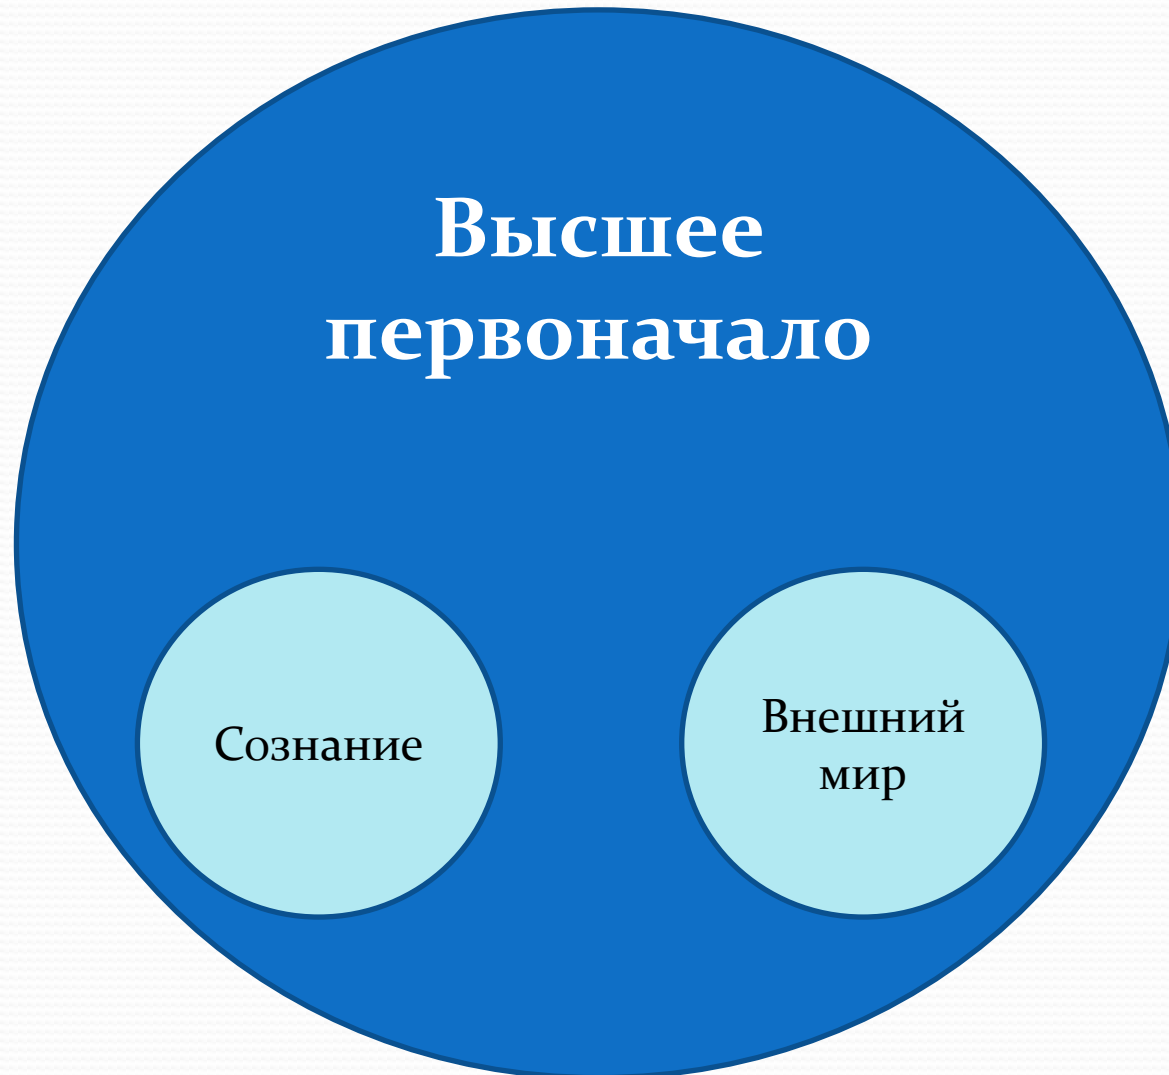 Высшее
первоначало
Сознание
Внешний
мир